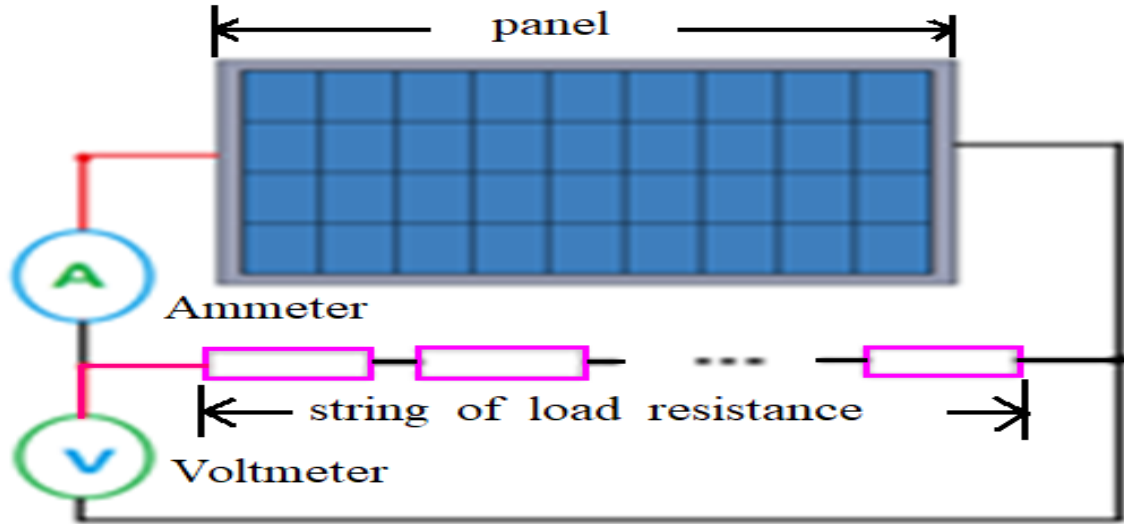 panel
A
Ammeter
string of load resistance
V
Voltmeter